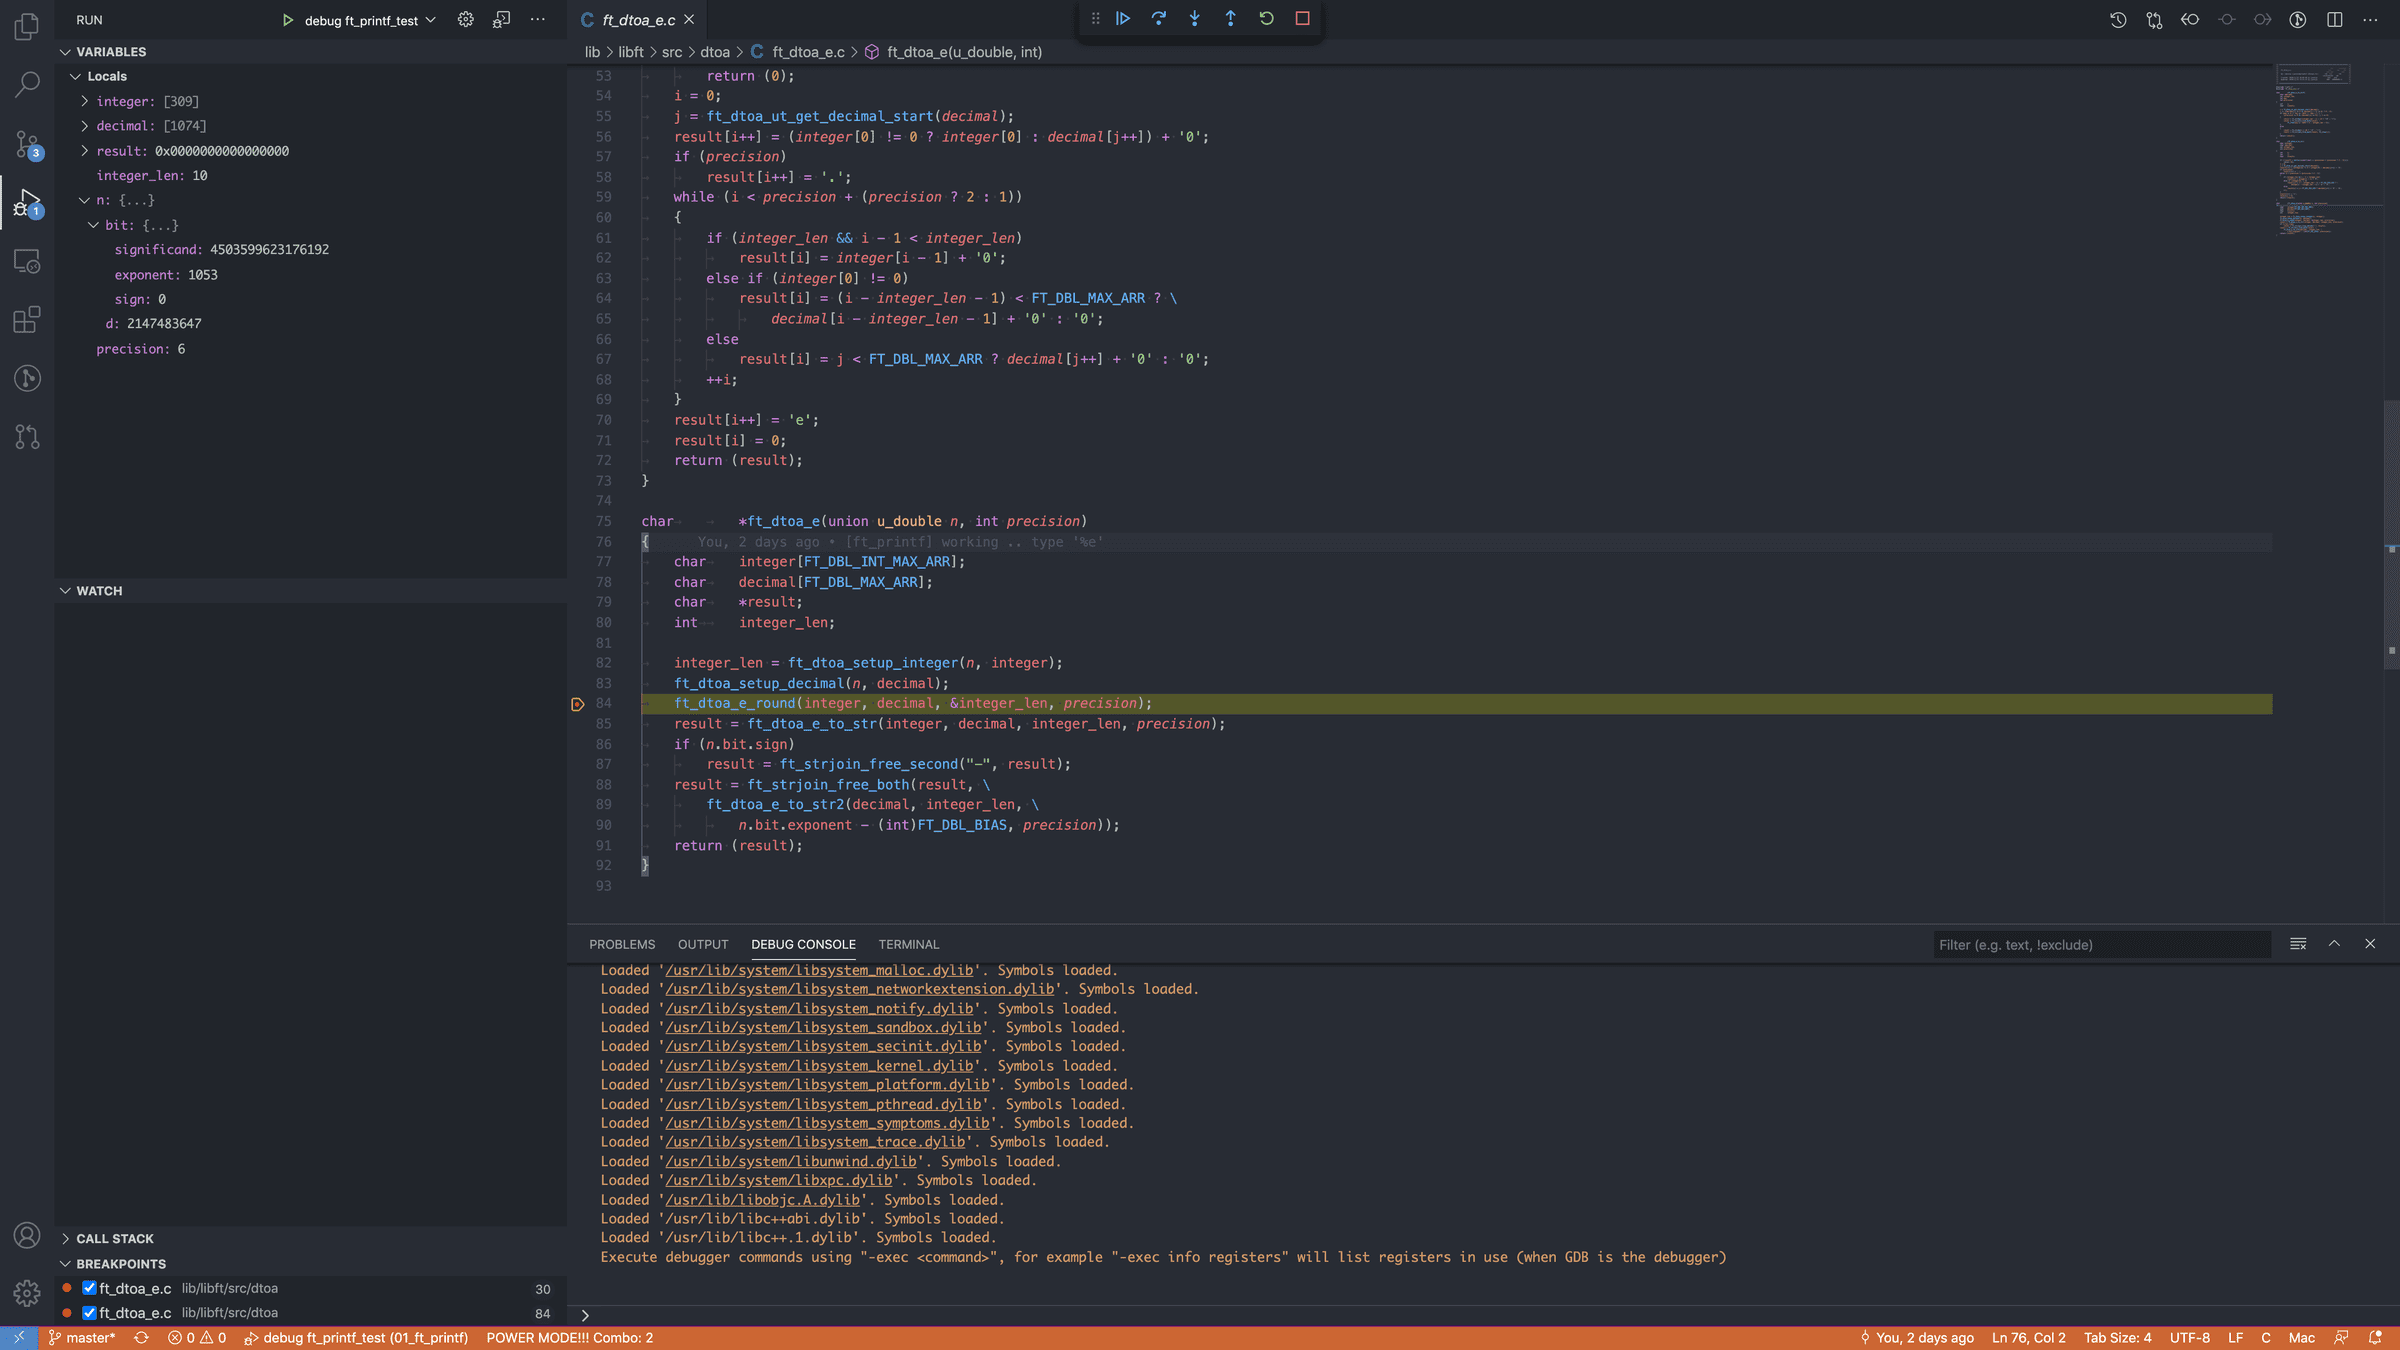 RUN
debug ft_printf_test
VARIABLES
Locals
integer: [309]
decimal: [1074]
result: 0x0000000000000000
integer_len: 10
n: {...}
bit: {...}
significand: 4503599623176192
exponent: 1053
sign: 0
d: 2147483647
precision: 6
WATCH
CALL STACK
BREAKPOINTS
ft_dtoa_e.c lib/libft/src/dtoa 30
ft_dtoa_e.c lib/libft/src/dtoa 84
3
1
C ft_dtoa_e.c
lib > libft > src > dtoa > C ft_dtoa_e.c > ft_dtoa_e(u_double, int)
53 return (0);
54 i = 0;
55 j = ft_dtoa_ut_get_decimal_start(decimal);
56 result[i++] = (integer[0] != 0 ? integer[0] : decimal[j++]) + '0';
57 if (precision)
58 result[i++] = '.';
59 while (i < precision + (precision ? 2 : 1))
60 {
61 if (integer_len && i - 1 < integer_len)
62 result[i] = integer[i - 1] + '0';
63 else if (integer[0] != 0)
64 result[i] = (i - integer_len - 1) < FT_DBL_MAX_ARR ? \
65 decimal[i - integer_len - 1] + '0' : '0';
66 else
67 result[i] = j < FT_DBL_MAX_ARR ? decimal[j++] + '0' : '0';
68 ++i;
69 }
70 result[i++] = 'e';
71 result[i] = 0;
72 return (result);
73 }
74
75 char *ft_dtoa_e(union u_double n, int precision)
76 { You, 2 days ago • [ft_printf] working .. type '%e'
77 char integer[FT_DBL_INT_MAX_ARR];
78 char decimal[FT_DBL_MAX_ARR];
79 char *result;
80 int integer_len;
81
82 integer_len = ft_dtoa_setup_integer(n, integer);
83 ft_dtoa_setup_decimal(n, decimal);
84 ft_dtoa_e_round(integer, decimal, &integer_len, precision);
85 result = ft_dtoa_e_to_str(integer, decimal, integer_len, precision);
86 if (n.bit.sign)
87 result = ft_strjoin_free_second("-", result);
88 result = ft_strjoin_free_both(result, \
89 ft_dtoa_e_to_str2(decimal, integer_len, \
90 n.bit.exponent - (int)FT_DBL_BIAS, precision));
91 return (result);
92 }
93
PROBLEMS OUTPUT DEBUG CONSOLE TERMINAL
Filter (e.g. text, !exclude)
Loaded '/usr/lib/system/libsystem_malloc.dylib'. Symbols loaded.
Loaded '/usr/lib/system/libsystem_networkextension.dylib'. Symbols loaded.
Loaded '/usr/lib/system/libsystem_notify.dylib'. Symbols loaded.
Loaded '/usr/lib/system/libsystem_sandbox.dylib'. Symbols loaded.
Loaded '/usr/lib/system/libsystem_secinit.dylib'. Symbols loaded.
Loaded '/usr/lib/system/libsystem_kernel.dylib'. Symbols loaded.
Loaded '/usr/lib/system/libsystem_platform.dylib'. Symbols loaded.
Loaded '/usr/lib/system/libsystem_pthread.dylib'. Symbols loaded.
Loaded '/usr/lib/system/libsystem_symptoms.dylib'. Symbols loaded.
Loaded '/usr/lib/system/libsystem_trace.dylib'. Symbols loaded.
Loaded '/usr/lib/system/libunwind.dylib'. Symbols loaded.
Loaded '/usr/lib/system/libxpc.dylib'. Symbols loaded.
Loaded '/usr/lib/libobjc.A.dylib'. Symbols loaded.
Loaded '/usr/lib/libc++abi.dylib'. Symbols loaded.
Loaded '/usr/lib/libc++.1.dylib'. Symbols loaded.
Execute debugger commands using "-exec <command>", for example "-exec info registers" will list registers in use (when GDB is the debugger)
master* 0 0 debug ft_printf_test (01_ft_printf) POWER MODE!!! Combo: 2
You, 2 days ago Ln 76, Col 2 Tab Size: 4 UTF-8 LF C Mac